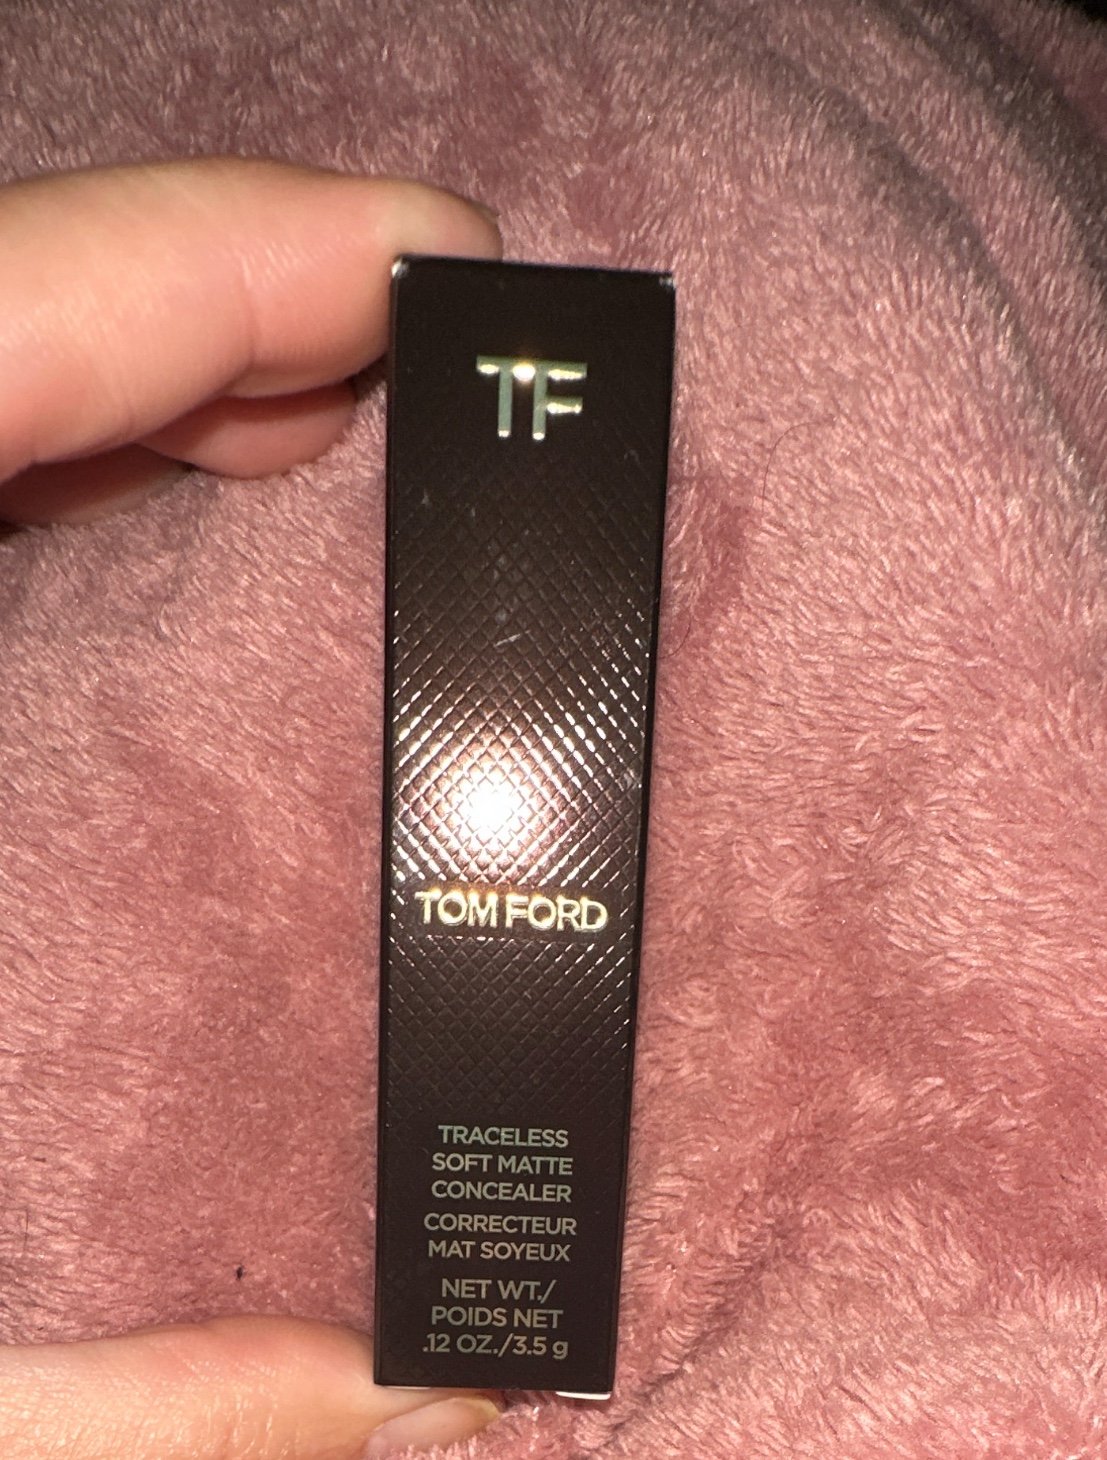 TF
TOM FORD
TRACELESS
SOFT MATTE
CONCEALER
CORRECTEUR
MAT SOYEUX
NET WT./
POIDS NET
.12 OZ./3.5 g